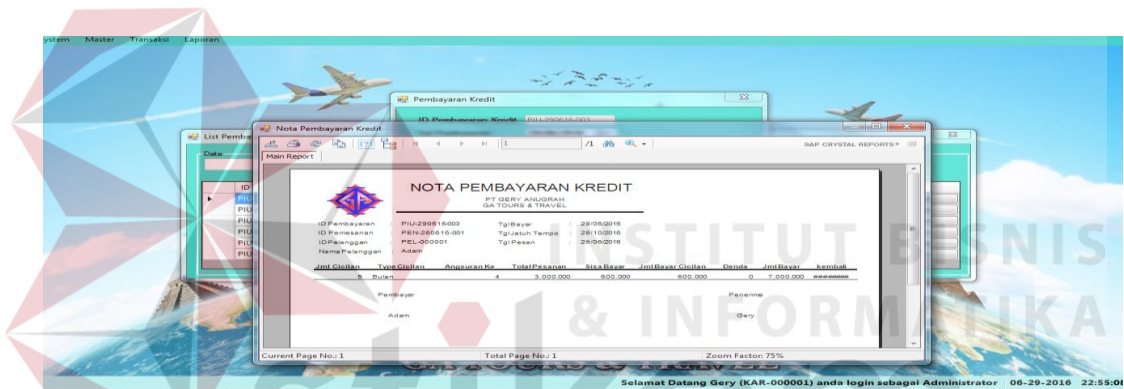 ystem Master Transaksi Laporan
Pembayaran Kredit
ID Pembayaran Kredit PIU-290616-003
List Pemba
Date
Nota Pembayaran Kredit
1 /1
SAP CRYSTAL REPORTS®
Main Report
ID
PIU
PIU
PIU
PIU
PIU
GA
NOTA PEMBAYARAN KREDIT
PT GERY ANUGRAH
GA TOURS & TRAVEL
ID Pembayaran : PIU-290616-003 Tgl Bayar : 29/06/2016
ID Pemesanan : PEN-260616-001 Tgl Jatuh Tempo : 28/10/2016
ID Pelanggan : PEL-000001 Tgl Pesan : 26/06/2016
Nama Pelanggan : Adam
Jml Cicilan Type Cicilan Angsuran Ke Total Pesanan Sisa Bayar Jml Bayar Cicilan Denda Jml Bayar kembali
Bulan 4 3.000.000 600.000 600.000 0 7.000.000 ########
Pembayar Penerima
Adam Gery
Current Page No.: 1 Total Page No.: 1 Zoom Factor: 75%
GA TOURS & TRAVEL
Selamat Datang Gery (KAR-000001) anda login sebagai Administrator 06-29-2016 22:55:08
INSTITUT BISNIS
& INFORMATIKA